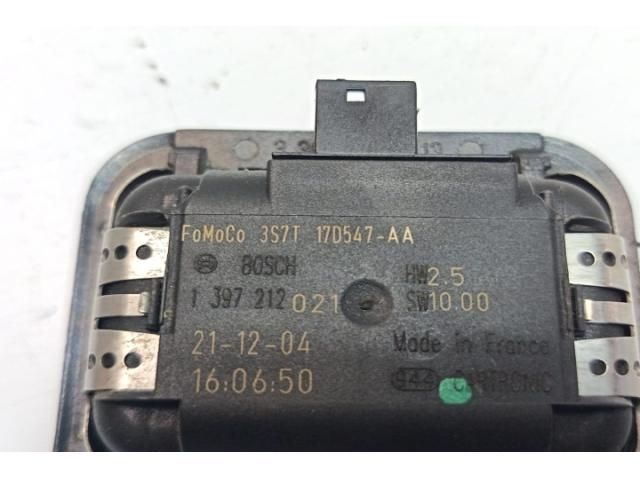 FoMoCo 3S7T 17D547-AA
BOSCH HW2.5
1 397 212 021 SW10.00
21-12-04 Made in France
16:06:50 CARTRONIC